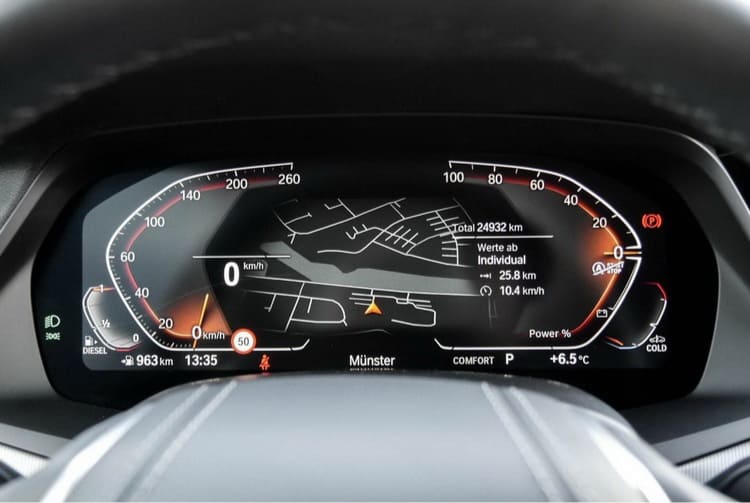 260
200
140
100
60
40
20
0 km/h
0 km/h
50
1
½
0
DIESEL
963 km
13:35
Münster
Total 24932 km
Werte ab
Individual
25.8 km
10.4 km/h
100
80
60
40
20
0
P
A START
STOP
Power %
COMFORT P
+6.5 °C
COLD